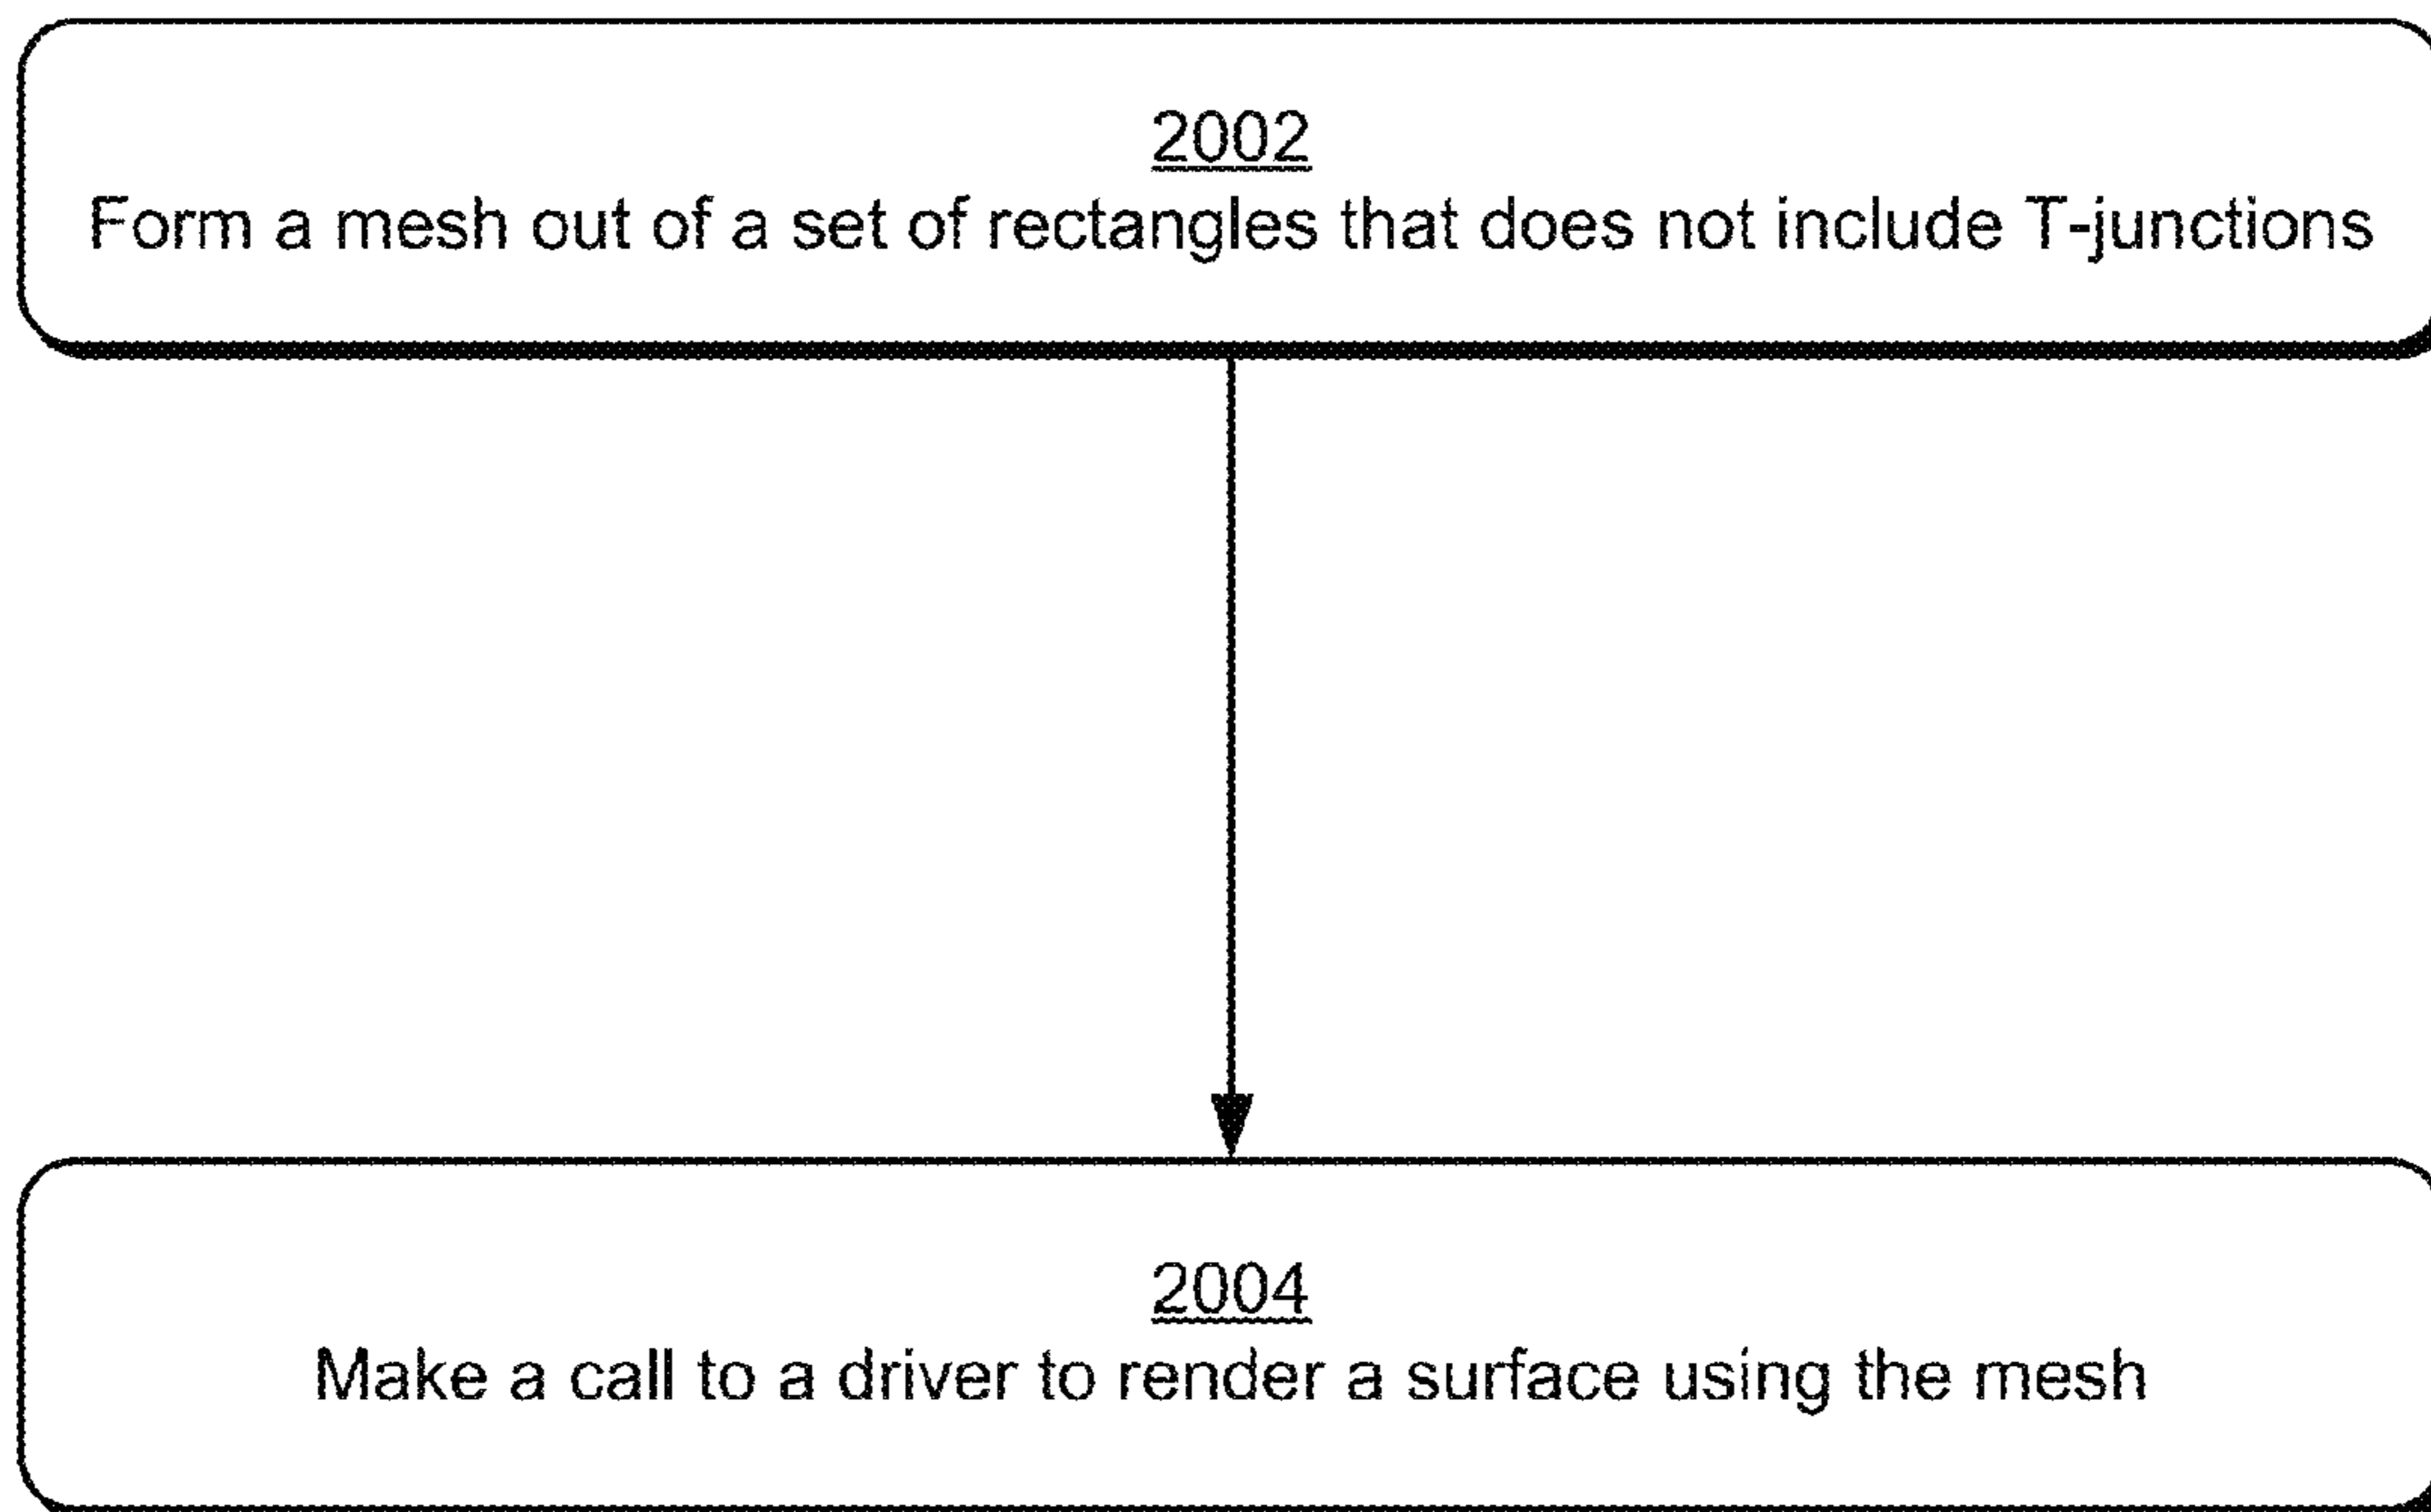 2002
Form a mesh out of a set of rectangles that does not include T-junctions
2004
Make a call to a driver to render a surface using the mesh